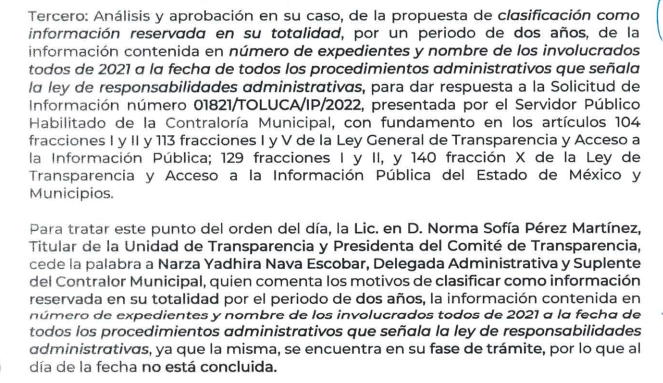 Tercero: Análisis y aprobación en su caso, de la propuesta de clasificación como
información reservada en su totalidad, por un periodo de dos años, de la
información contenida en número de expedientes y nombre de los involucrados
todos de 2021 a la fecha de todos los procedimientos administrativos que señala
la ley de responsabilidades administrativas, para dar respuesta a la Solicitud de
Información número 01821/TOLUCA/IP/2022, presentada por el Servidor Público
Habilitado de la Contraloría Municipal, con fundamento en los artículos 104
fracciones I y II y 113 fracciones I y V de la Ley General de Transparencia y Acceso a
la Información Pública; 129 fracciones I y II, y 140 fracción X de la Ley de
Transparencia y Acceso a la Información Pública del Estado de México y
Municipios.
Para tratar este punto del orden del día, la Lic. en D. Norma Sofía Pérez Martínez,
Titular de la Unidad de Transparencia y Presidenta del Comité de Transparencia,
cede la palabra a Narza Yadhira Nava Escobar, Delegada Administrativa y Suplente
del Contralor Municipal, quien comenta los motivos de clasificar como información
reservada en su totalidad por el periodo de dos años, la información contenida en
número de expedientes y nombre de los involucrados todos de 2021 a la fecha de
todos los procedimientos administrativos que señala la ley de responsabilidades
administrativas, ya que la misma, se encuentra en su fase de trámite, por lo que al
día de la fecha no está concluida.